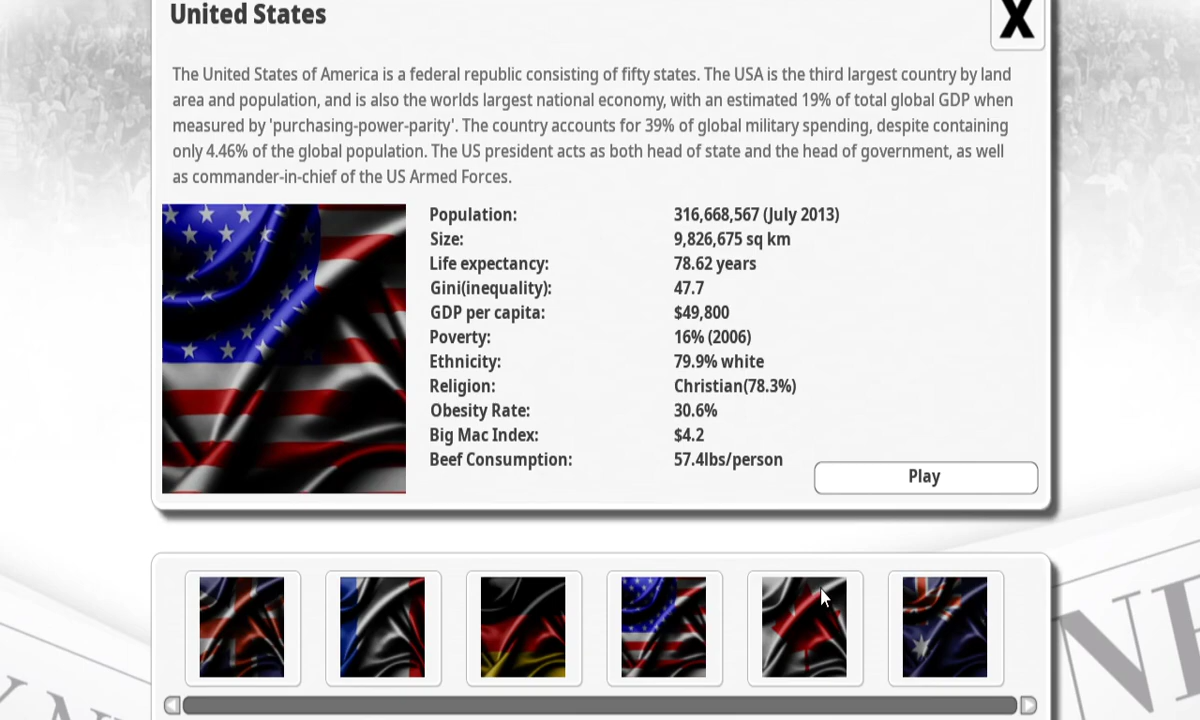 United States
X
The United States of America is a federal republic consisting of fifty states. The USA is the third largest country by land
area and population, and is also the worlds largest national economy, with an estimated 19% of total global GDP when
measured by 'purchasing-power-parity'. The country accounts for 39% of global military spending, despite containing
only 4.46% of the global population. The US president acts as both head of state and the head of government, as well
as commander-in-chief of the US Armed Forces.
Population: 316,668,567 (July 2013)
Size: 9,826,675 sq km
Life expectancy: 78.62 years
Gini(inequality): 47.7
GDP per capita: $49,800
Poverty: 16% (2006)
Ethnicity: 79.9% white
Religion: Christian(78.3%)
Obesity Rate: 30.6%
Big Mac Index: $4.2
Beef Consumption: 57.4lbs/person
Play